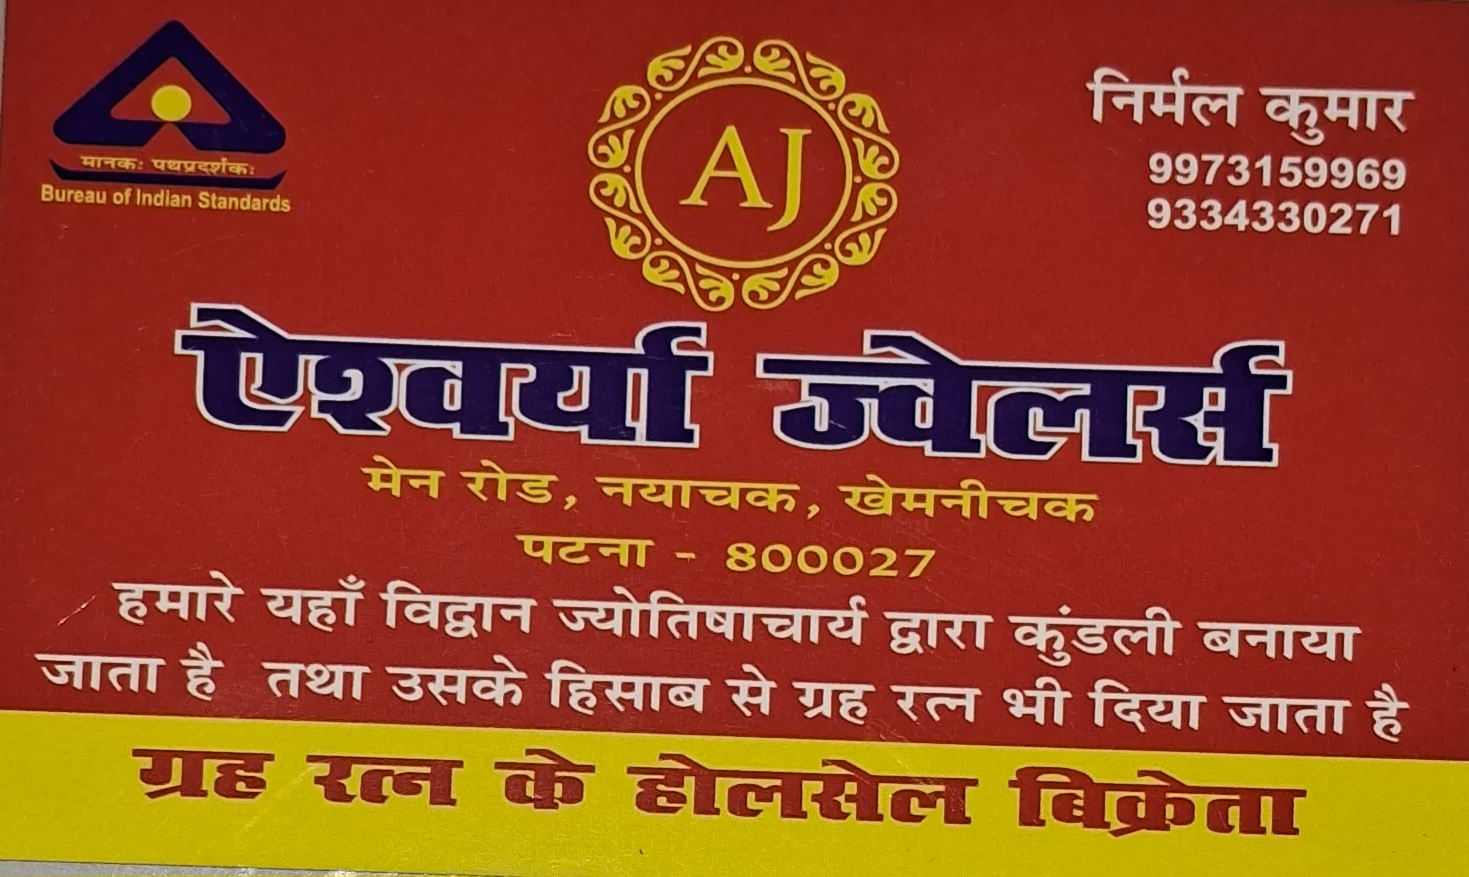 मानकः पथप्रदर्शकः
Bureau of Indian Standards
AJ
निर्मल कुमार
9973159969
9334330271
ऐश्वर्या ज्वेलर्स
मेन रोड, नयाचक, खेमनीचक
पटना - 800027
हमारे यहाँ विद्वान ज्योतिषाचार्य द्वारा कुंडली बनाया
जाता है तथा उसके हिसाब से ग्रह रत्न भी दिया जाता है
ग्रह रत्न के होलसेल बिक्रेता